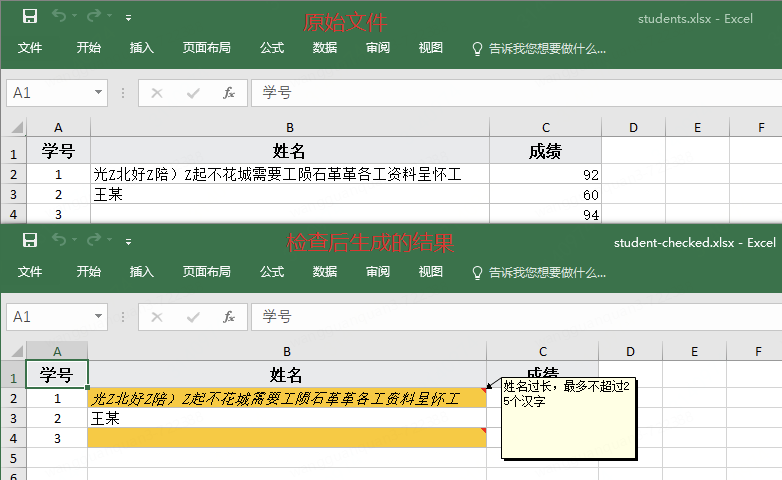 原始文件
students.xlsx - Excel
文件 开始 插入 页面布局 公式 数据 审阅 视图 告诉我您想要做什么...
A1 fx 学号
A B C D E F
1 学号 姓名 成绩
2 1 光Z北好Z陪）Z起不花城需要工陨石革革各工资料呈怀工 92
3 2 王某 60
4 3 94
检查后生成的结果
student-checked.xlsx - Excel
文件 开始 插入 页面布局 公式 数据 审阅 视图 告诉我您想要做什么...
A1 fx 学号
A B C D E F
1 学号 姓名 成绩
2 1 光Z北好Z陪）Z起不花城需要工陨石革革各工资料呈怀工
姓名过长，最多不超过2
5个汉字
3 2 王某
4 3
5
6